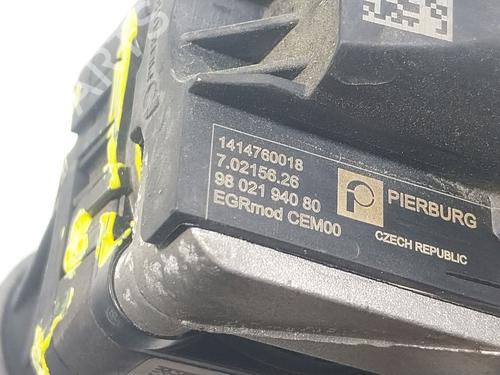 1414760018
7.02156.26
98 021 940 80
EGRmod CEM00
PIERBURG
CZECH REPUBLIC